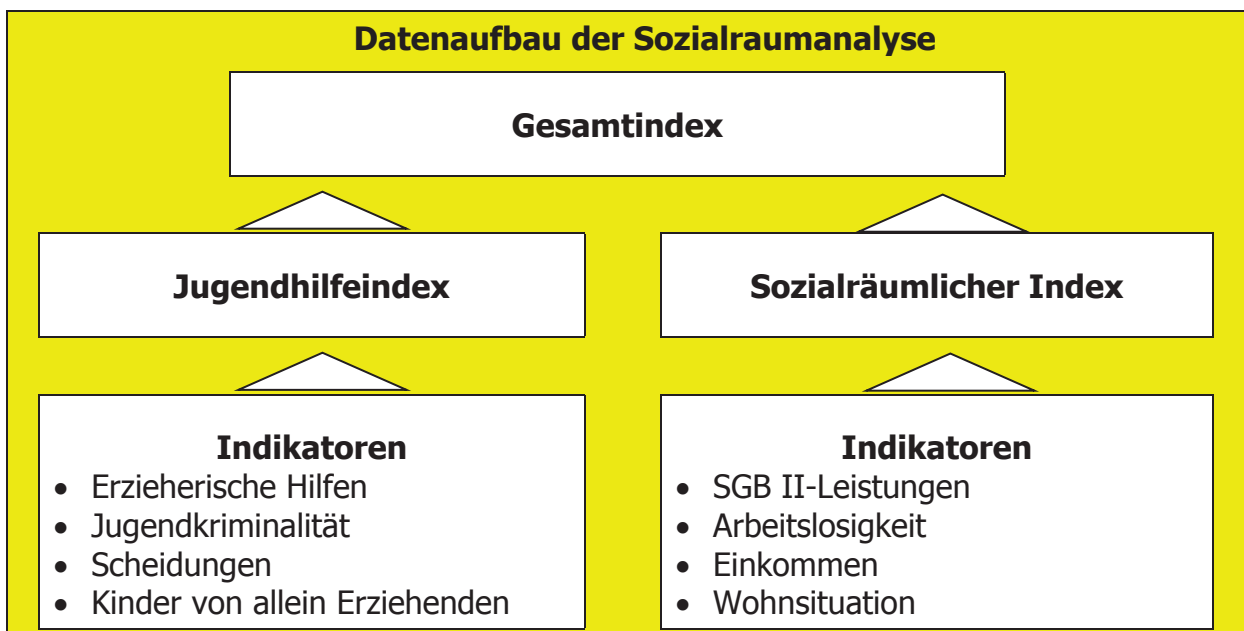 Datenaufbau der Sozialraumanalyse
Gesamtindex
Jugendhilfeindex
Sozialräumlicher Index
Indikatoren
• Erzieherische Hilfen
• Jugendkriminalität
• Scheidungen
• Kinder von allein Erziehenden
Indikatoren
• SGB II-Leistungen
• Arbeitslosigkeit
• Einkommen
• Wohnsituation